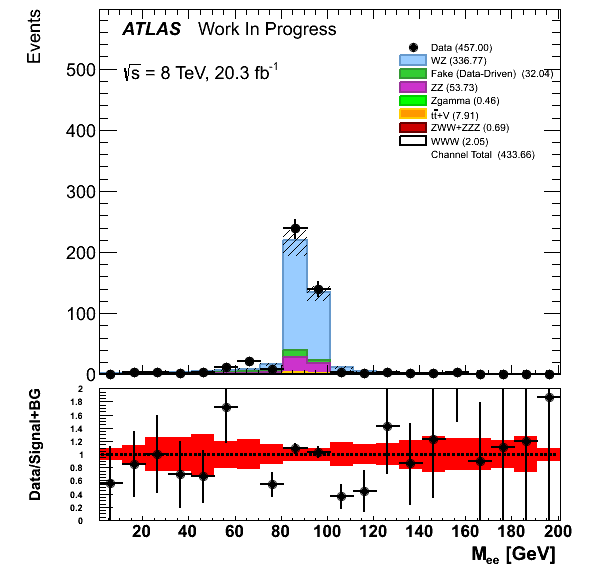 Events
ATLAS Work In Progress
√s = 8 TeV, 20.3 fb-1
Data (457.00)
WZ (336.77)
Fake (Data-Driven) (32.04)
ZZ (53.73)
Zgamma (0.46)
tt̄+V (7.91)
ZWW+ZZZ (0.69)
WWW (2.05)
Channel Total (433.66)
500
400
300
200
100
0
Data/Signal+BG
2
1.8
1.6
1.4
1.2
1
0.8
0.6
0.4
0.2
0
20 40 60 80 100 120 140 160 180 200
Mee [GeV]